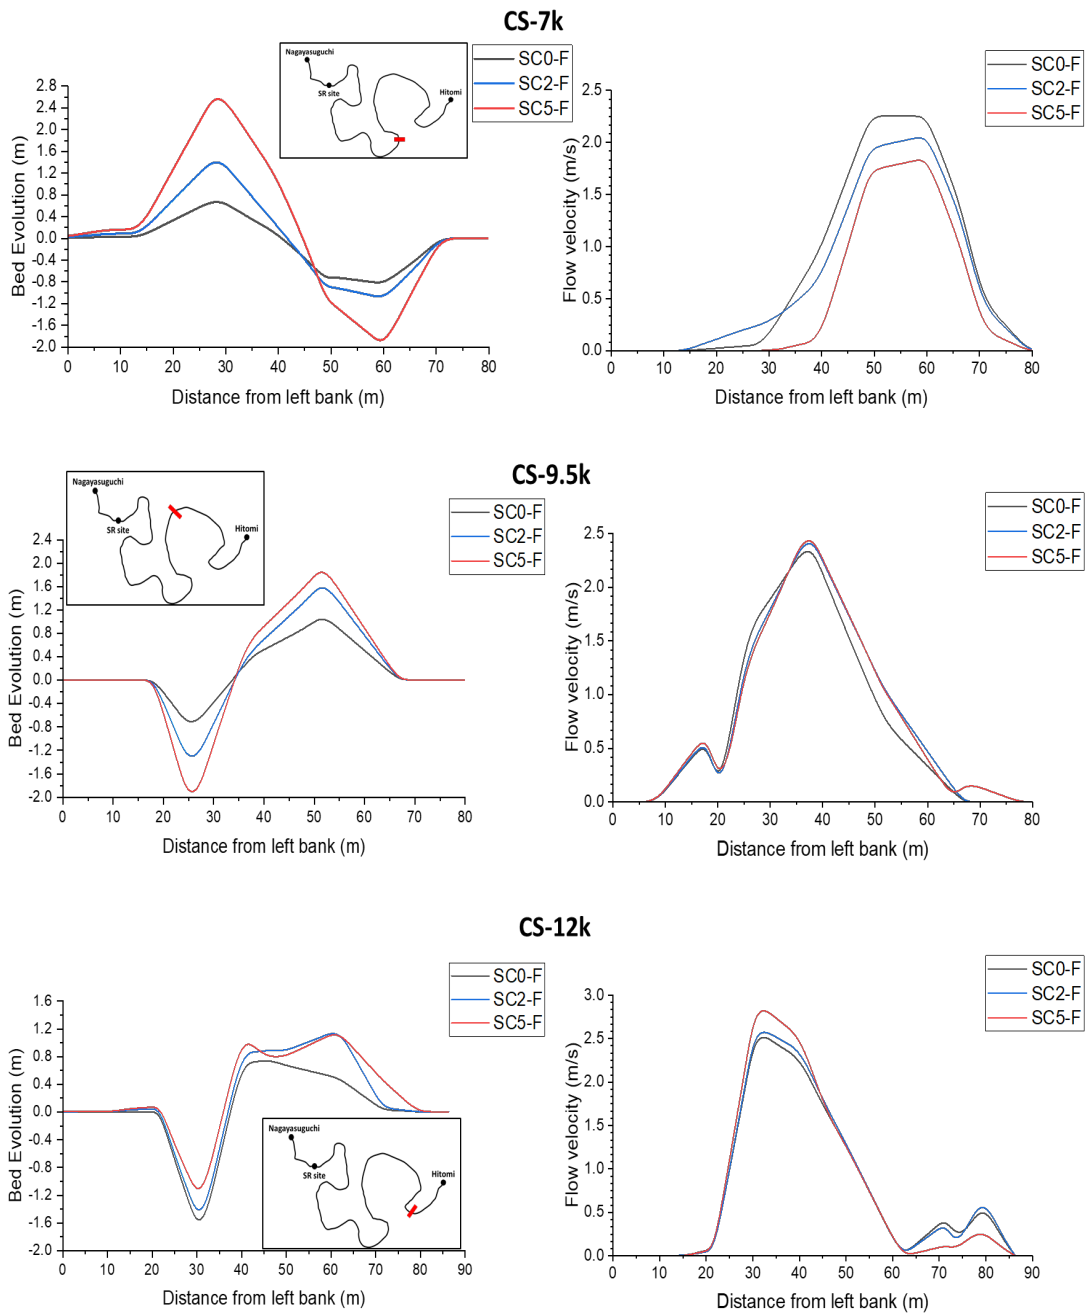 CS-7k
Nagayasuguchi
SR site
Hitomi
SC0-F
SC2-F
SC5-F
2.8
2.4
2.0
1.6
1.2
0.8
0.4
0.0
-0.4
-0.8
-1.2
-1.6
-2.0
Bed Evolution (m)
0 10 20 30 40 50 60 70 80
Distance from left bank (m)
SC0-F
SC2-F
SC5-F
2.5
2.0
1.5
1.0
0.5
0.0
Flow velocity (m/s)
0 10 20 30 40 50 60 70 80
Distance from left bank (m)
CS-9.5k
Nagayasuguchi
SR site
Hitomi
SC0-F
SC2-F
SC5-F
2.4
2.0
1.6
1.2
0.8
0.4
0.0
-0.4
-0.8
-1.2
-1.6
-2.0
Bed Evolution (m)
0 10 20 30 40 50 60 70 80
Distance from left bank (m)
SC0-F
SC2-F
SC5-F
2.5
2.0
1.5
1.0
0.5
0.0
Flow velocity (m/s)
0 10 20 30 40 50 60 70 80
Distance from left bank (m)
CS-12k
SC0-F
SC2-F
SC5-F
1.6
1.2
0.8
0.4
0.0
-0.4
-0.8
-1.2
-1.6
-2.0
Bed Evolution (m)
Nagayasuguchi
SR site
Hitomi
0 10 20 30 40 50 60 70 80 90
Distance from left bank (m)
SC0-F
SC2-F
SC5-F
3.0
2.5
2.0
1.5
1.0
0.5
0.0
Flow velocity (m/s)
0 10 20 30 40 50 60 70 80 90
Distance from left bank (m)